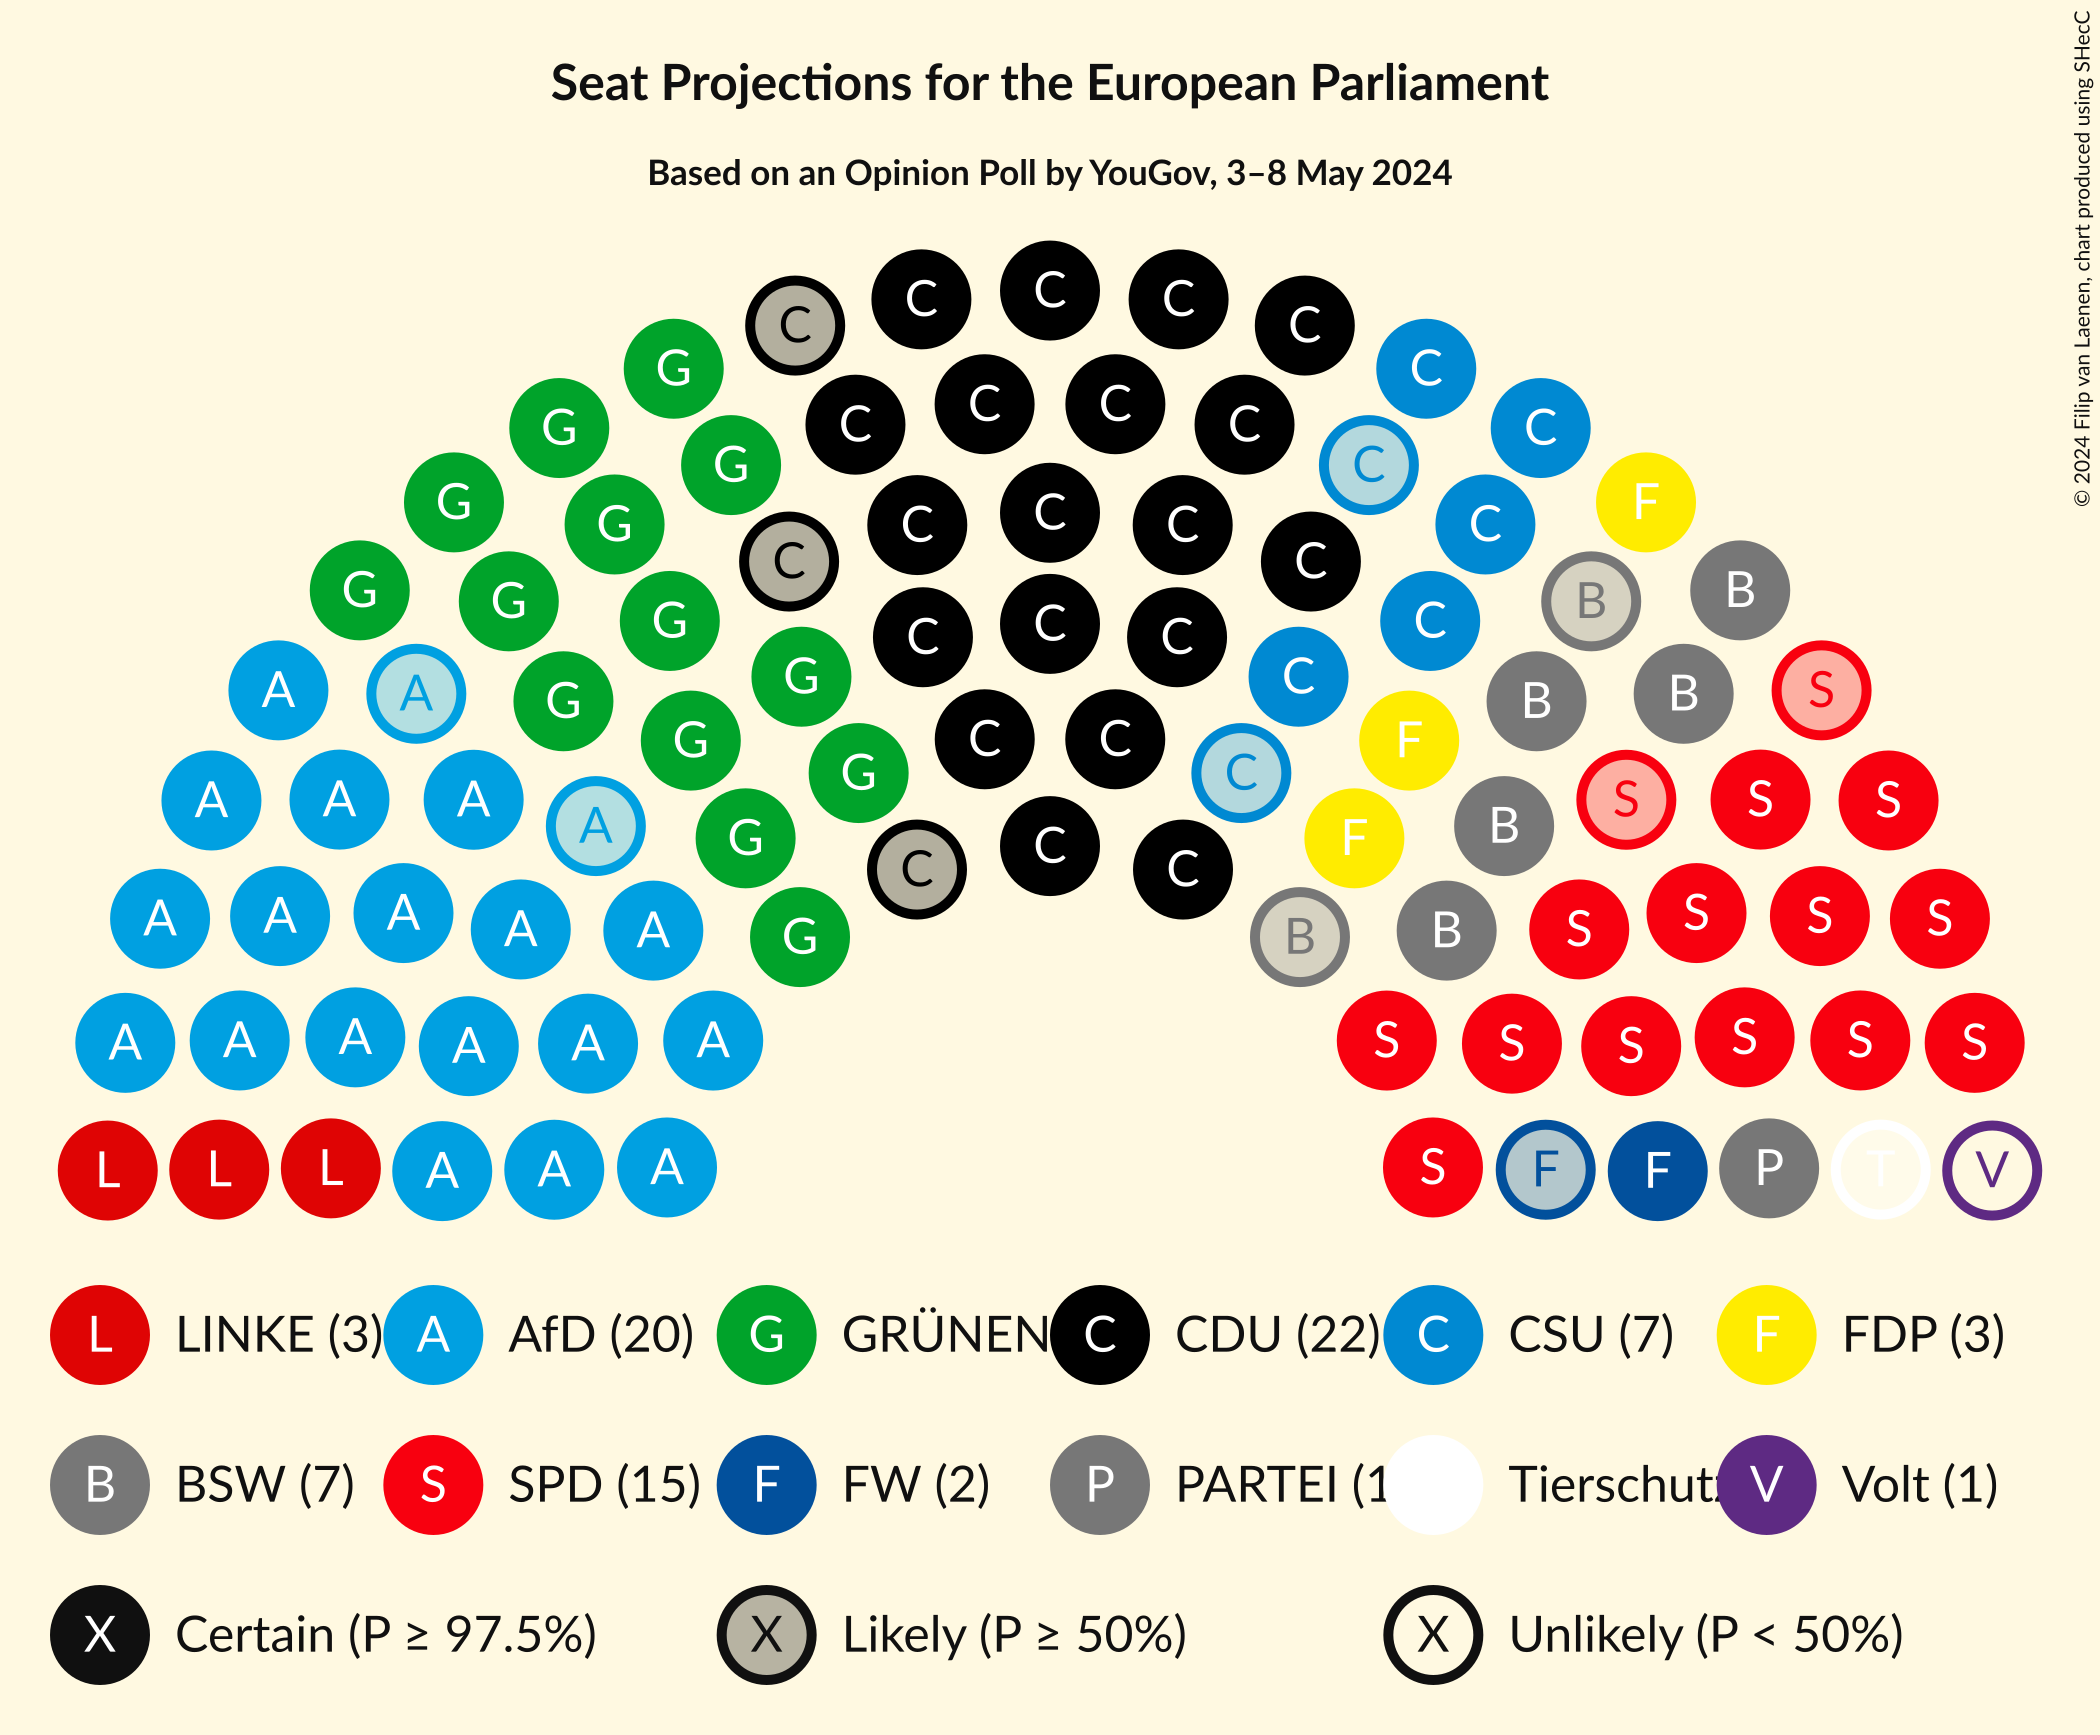 Seat Projections for the European Parliament
Based on an Opinion Poll by YouGov, 3–8 May 2024
© 2024 Filip van Laenen, chart produced using SHecC
C C C C C
G C C
G C C C C C C
G G C F
G G C C C C C C B B
G G G C
A A G G C C C C C B B S
A A A A G G C C C F B S S S
A A A A A G G C C C F B S S S S
G B B
A A A A A A S S S S S S
L L L A A A S F F P T V
L LINKE (3) A AfD (20) G GRÜNEN C CDU (22) C CSU (7) F FDP (3)
B BSW (7) S SPD (15) F FW (2) P PARTEI (1 Tierschutz V Volt (1)
X Certain (P ≥ 97.5%) X Likely (P ≥ 50%) X Unlikely (P < 50%)